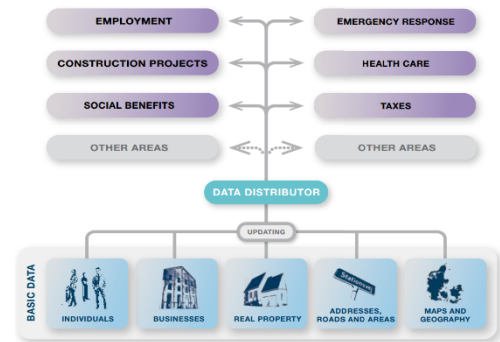 EMPLOYMENT
EMERGENCY RESPONSE
CONSTRUCTION PROJECTS
HEALTH CARE
SOCIAL BENEFITS
TAXES
OTHER AREAS
OTHER AREAS
DATA DISTRIBUTOR
UPDATING
BASIC DATA
INDIVIDUALS
BUSINESSES
REAL PROPERTY
Stationsvej
ADDRESSES,
ROADS AND AREAS
MAPS AND
GEOGRAPHY